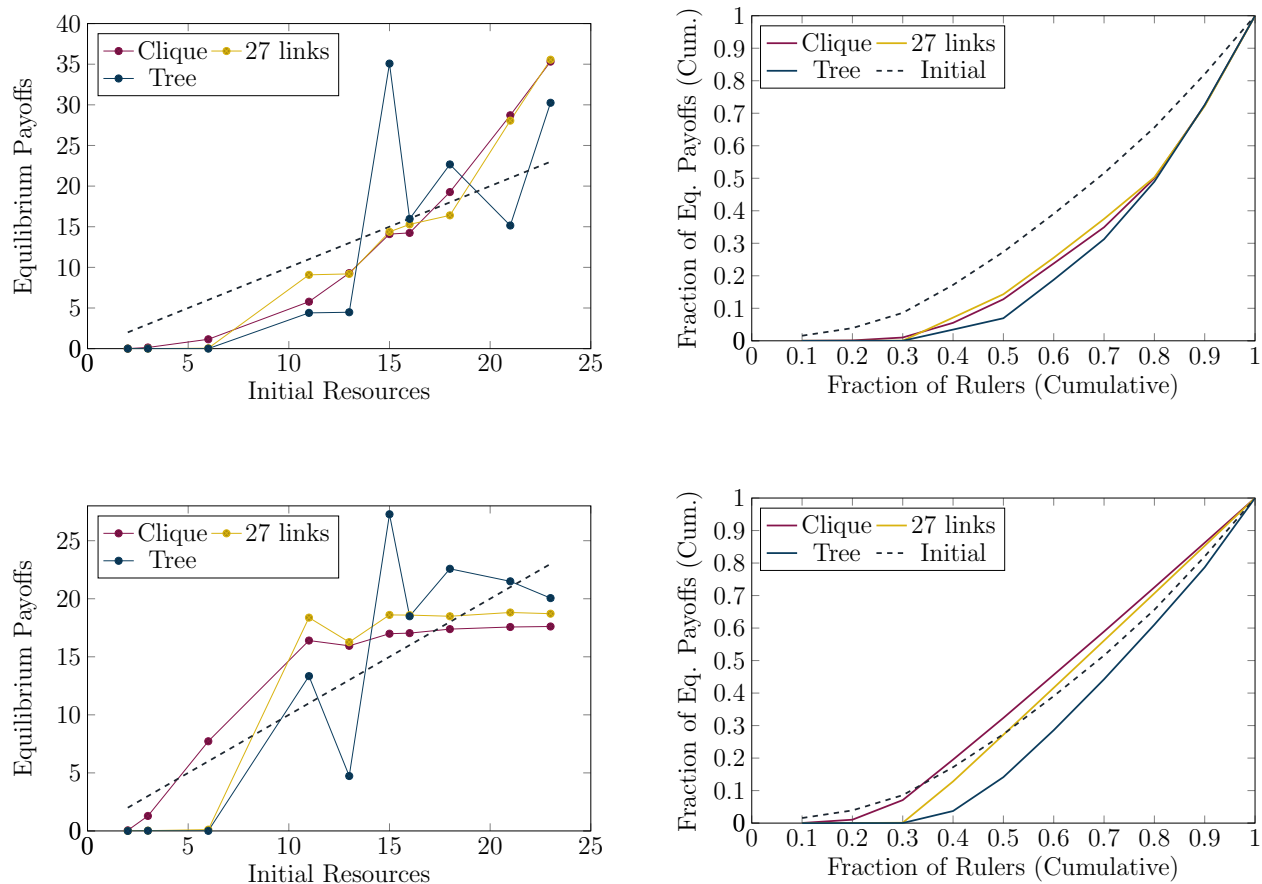 Equilibrium Payoffs
40
35
30
25
20
15
10
5
0
Clique 27 links
Tree
0 5 10 15 20 25
Initial Resources
Fraction of Eq. Payoffs (Cum.)
1
0.9
0.8
0.7
0.6
0.5
0.4
0.3
0.2
0.1
0
Clique 27 links
Tree Initial
0 0.1 0.2 0.3 0.4 0.5 0.6 0.7 0.8 0.9 1
Fraction of Rulers (Cumulative)
Equilibrium Payoffs
25
20
15
10
5
0
Clique 27 links
Tree
0 5 10 15 20 25
Initial Resources
Fraction of Eq. Payoffs (Cum.)
1
0.9
0.8
0.7
0.6
0.5
0.4
0.3
0.2
0.1
0
Clique 27 links
Tree Initial
0 0.1 0.2 0.3 0.4 0.5 0.6 0.7 0.8 0.9 1
Fraction of Rulers (Cumulative)